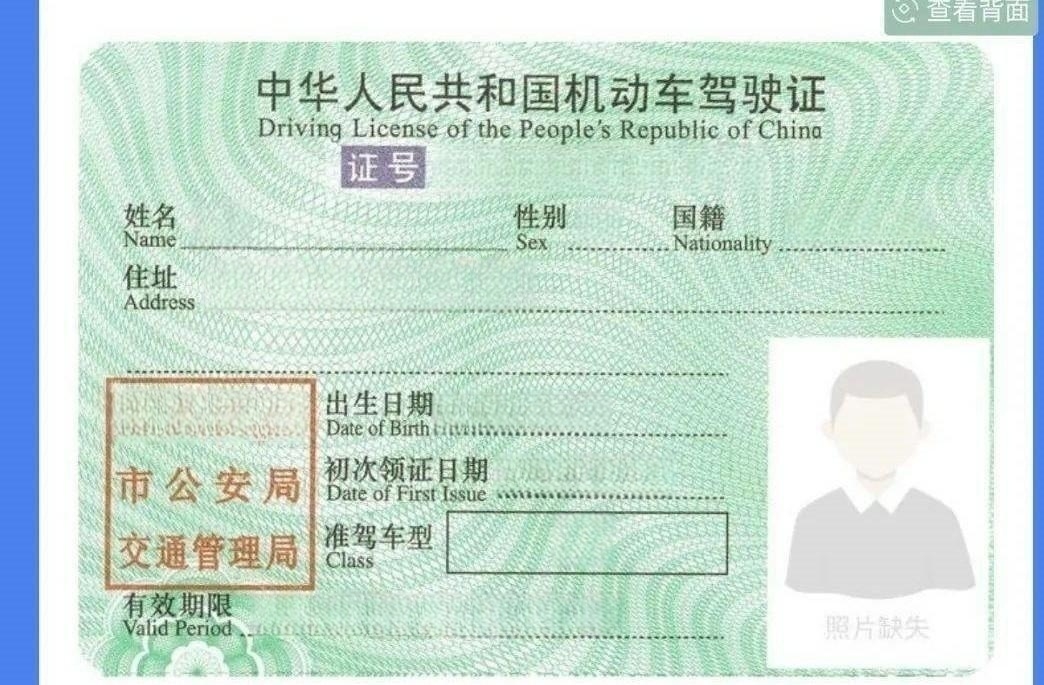 查看背面
中华人民共和国机动车驾驶证
Driving License of the People's Republic of China
证号
姓名 性别 国籍
Name Sex Nationality
住址
Address
出生日期
Date of Birth
初次领证日期
Date of First Issue
市公安局
交通管理局
准驾车型
Class
有效期限
Valid Period
照片缺失